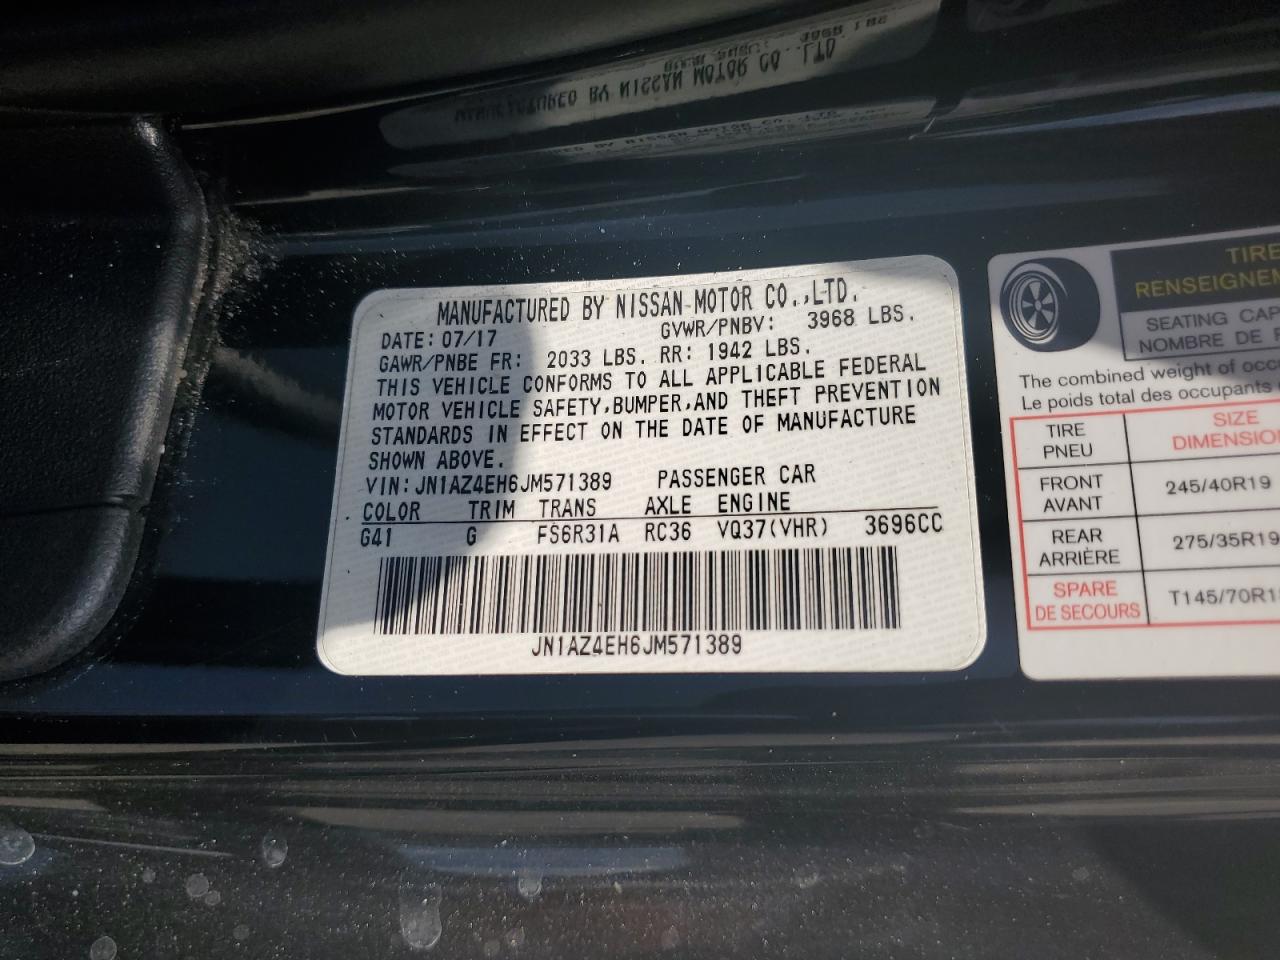 MANUFACTURED BY NISSAN MOTOR CO.,LTD.
DATE: 07/17 GVWR/PNBV: 3968 LBS.
GAWR/PNBE FR: 2033 LBS. RR: 1942 LBS.
THIS VEHICLE CONFORMS TO ALL APPLICABLE FEDERAL
MOTOR VEHICLE SAFETY,BUMPER,AND THEFT PREVENTION
STANDARDS IN EFFECT ON THE DATE OF MANUFACTURE
SHOWN ABOVE.
VIN: JN1AZ4EH6JM571389 PASSENGER CAR
COLOR TRIM TRANS AXLE ENGINE
G41 G FS6R31A RC36 VQ37(VHR) 3696CC
JN1AZ4EH6JM571389
TIRE
RENSEIGNEM
SEATING CAP
NOMBRE DE
The combined weight of occ
Le poids total des occupants
TIRE SIZE
PNEU DIMENSIO
FRONT 245/40R19
AVANT
REAR 275/35R19
ARRIÈRE
SPARE T145/70R1
DE SECOURS